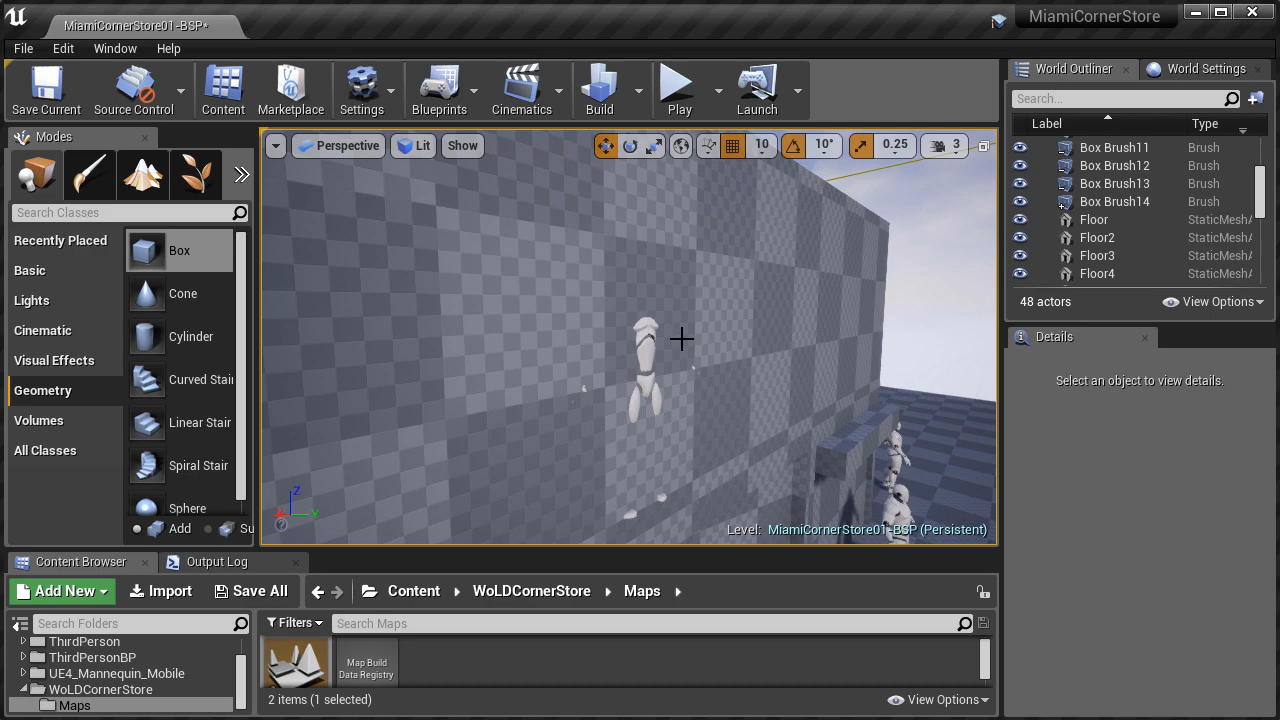 MiamiCornerStore01-BSP*
MiamiCornerStore
File Edit Window Help
Save Current
Source Control
Content
Marketplace
Settings
Blueprints
Cinematics
Build
Play
Launch
Modes
Search Classes
Recently Placed
Basic
Lights
Cinematic
Visual Effects
Geometry
Volumes
All Classes
Box
Cone
Cylinder
Curved Stair
Linear Stair
Spiral Stair
Sphere
Add
Su
Perspective
Lit
Show
10
10°
0.25
3
Z
X
Y
Level: MiamiCornerStore01-BSP (Persistent)
World Outliner
World Settings
Search...
Label Type
Box Brush11 Brush
Box Brush12 Brush
Box Brush13 Brush
Box Brush14 Brush
Floor StaticMeshA
Floor2 StaticMeshA
Floor3 StaticMeshA
Floor4 StaticMeshA
48 actors
View Options
Details
Select an object to view details.
Content Browser
Output Log
Add New
Import
Save All
Content
WoLDCornerStore
Maps
Search Folders
ThirdPerson
ThirdPersonBP
UE4_Mannequin_Mobile
WoLDCornerStore
Maps
Filters
Search Maps
Map Build
Data Registry
2 items (1 selected)
View Options